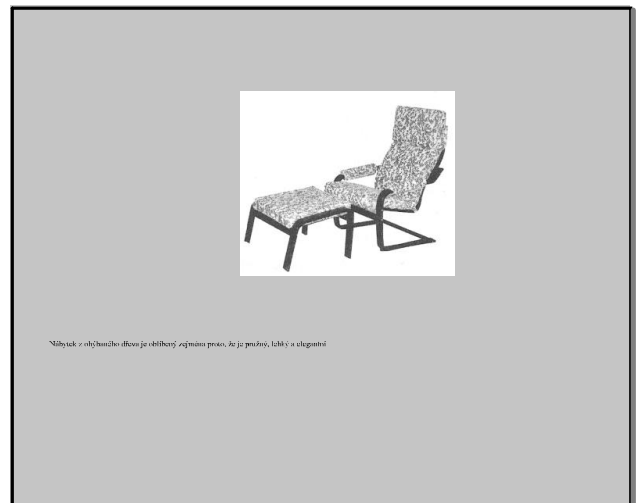 Nábytek z ohýbaného dřeva je oblíbený zejména proto, že je pružný, lehký a elegantní